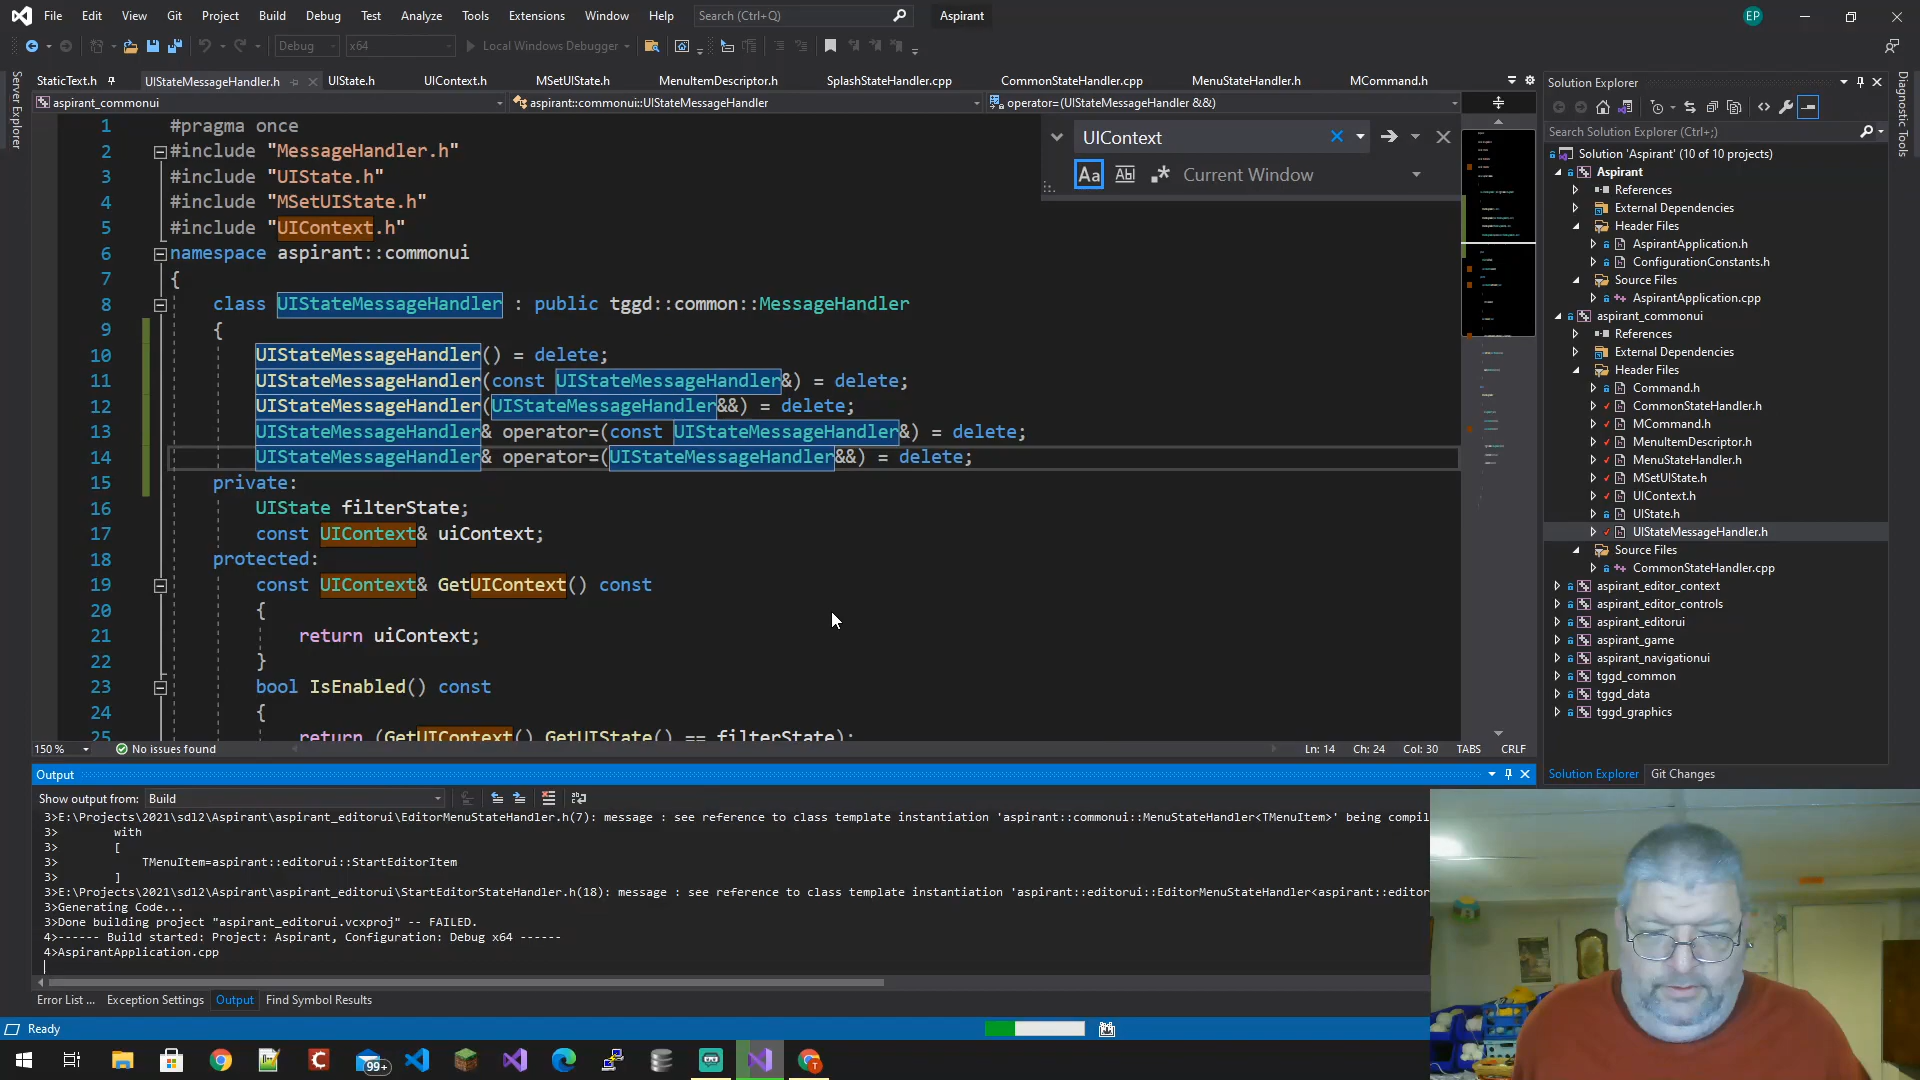 File Edit View Git Project Build Debug Test Analyze Tools Extensions Window Help Search (Ctrl+Q) Aspirant EP
Debug x64 Local Windows Debugger
StaticText.h UIStateMessageHandler.h UIState.h UIContext.h MSetUIState.h MenuItemDescriptor.h SplashStateHandler.cpp CommonStateHandler.cpp MenuStateHandler.h MCommand.h
aspirant_commonui aspirant::commonui::UIStateMessageHandler operator=(UIStateMessageHandler &&)
Server Explorer
Diagnostic Tools
1 #pragma once
2 #include "MessageHandler.h"
3 #include "UIState.h"
4 #include "MSetUIState.h"
5 #include "UIContext.h"
6 namespace aspirant::commonui
7 {
8 class UIStateMessageHandler : public tggd::common::MessageHandler
9 {
10 UIStateMessageHandler() = delete;
11 UIStateMessageHandler(const UIStateMessageHandler&) = delete;
12 UIStateMessageHandler(UIStateMessageHandler&&) = delete;
13 UIStateMessageHandler& operator=(const UIStateMessageHandler&) = delete;
14 UIStateMessageHandler& operator=(UIStateMessageHandler&&) = delete;
15 private:
16 UIState filterState;
17 const UIContext& uiContext;
18 protected:
19 const UIContext& GetUIContext() const
20 {
21 return uiContext;
22 }
23 bool IsEnabled() const
24 {
25 return (GetUIContext().GetUIState() == filterState);
UIContext
Aa Abl Current Window
150 % No issues found Ln: 14 Ch: 24 Col: 30 TABS CRLF
Solution Explorer
Search Solution Explorer (Ctrl+;)
Solution 'Aspirant' (10 of 10 projects)
Aspirant
References
External Dependencies
Header Files
AspirantApplication.h
ConfigurationConstants.h
Source Files
AspirantApplication.cpp
aspirant_commonui
References
External Dependencies
Header Files
Command.h
CommonStateHandler.h
MCommand.h
MenuItemDescriptor.h
MenuStateHandler.h
MSetUIState.h
UIContext.h
UIState.h
UIStateMessageHandler.h
Source Files
CommonStateHandler.cpp
aspirant_editor_context
aspirant_editor_controls
aspirant_editorui
aspirant_game
aspirant_navigationui
tggd_common
tggd_data
tggd_graphics
Solution Explorer Git Changes
Output
Show output from: Build
3>E:\Projects\2021\sdl2\Aspirant\aspirant_editorui\EditorMenuStateHandler.h(7): message : see reference to class template instantiation 'aspirant::commonui::MenuStateHandler<TMenuItem>' being compil
3> with
3> [
3> TMenuItem=aspirant::editorui::StartEditorItem
3> ]
3>E:\Projects\2021\sdl2\Aspirant\aspirant_editorui\StartEditorStateHandler.h(18): message : see reference to class template instantiation 'aspirant::editorui::EditorMenuStateHandler<aspirant::editor
3>Generating Code...
3>Done building project "aspirant_editorui.vcxproj" -- FAILED.
4>------ Build started: Project: Aspirant, Configuration: Debug x64 ------
4>AspirantApplication.cpp
Error List ... Exception Settings Output Find Symbol Results
Ready
99+